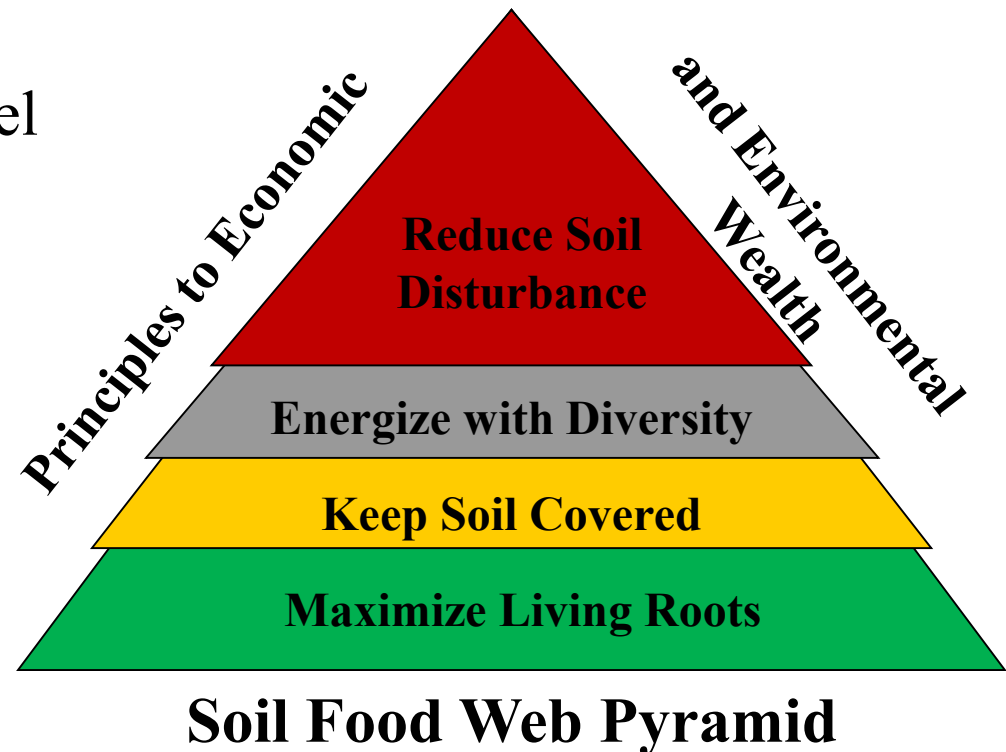 el
Principles to Economic
and Environmental
Wealth
Reduce Soil
Disturbance
Energize with Diversity
Keep Soil Covered
Maximize Living Roots
Soil Food Web Pyramid